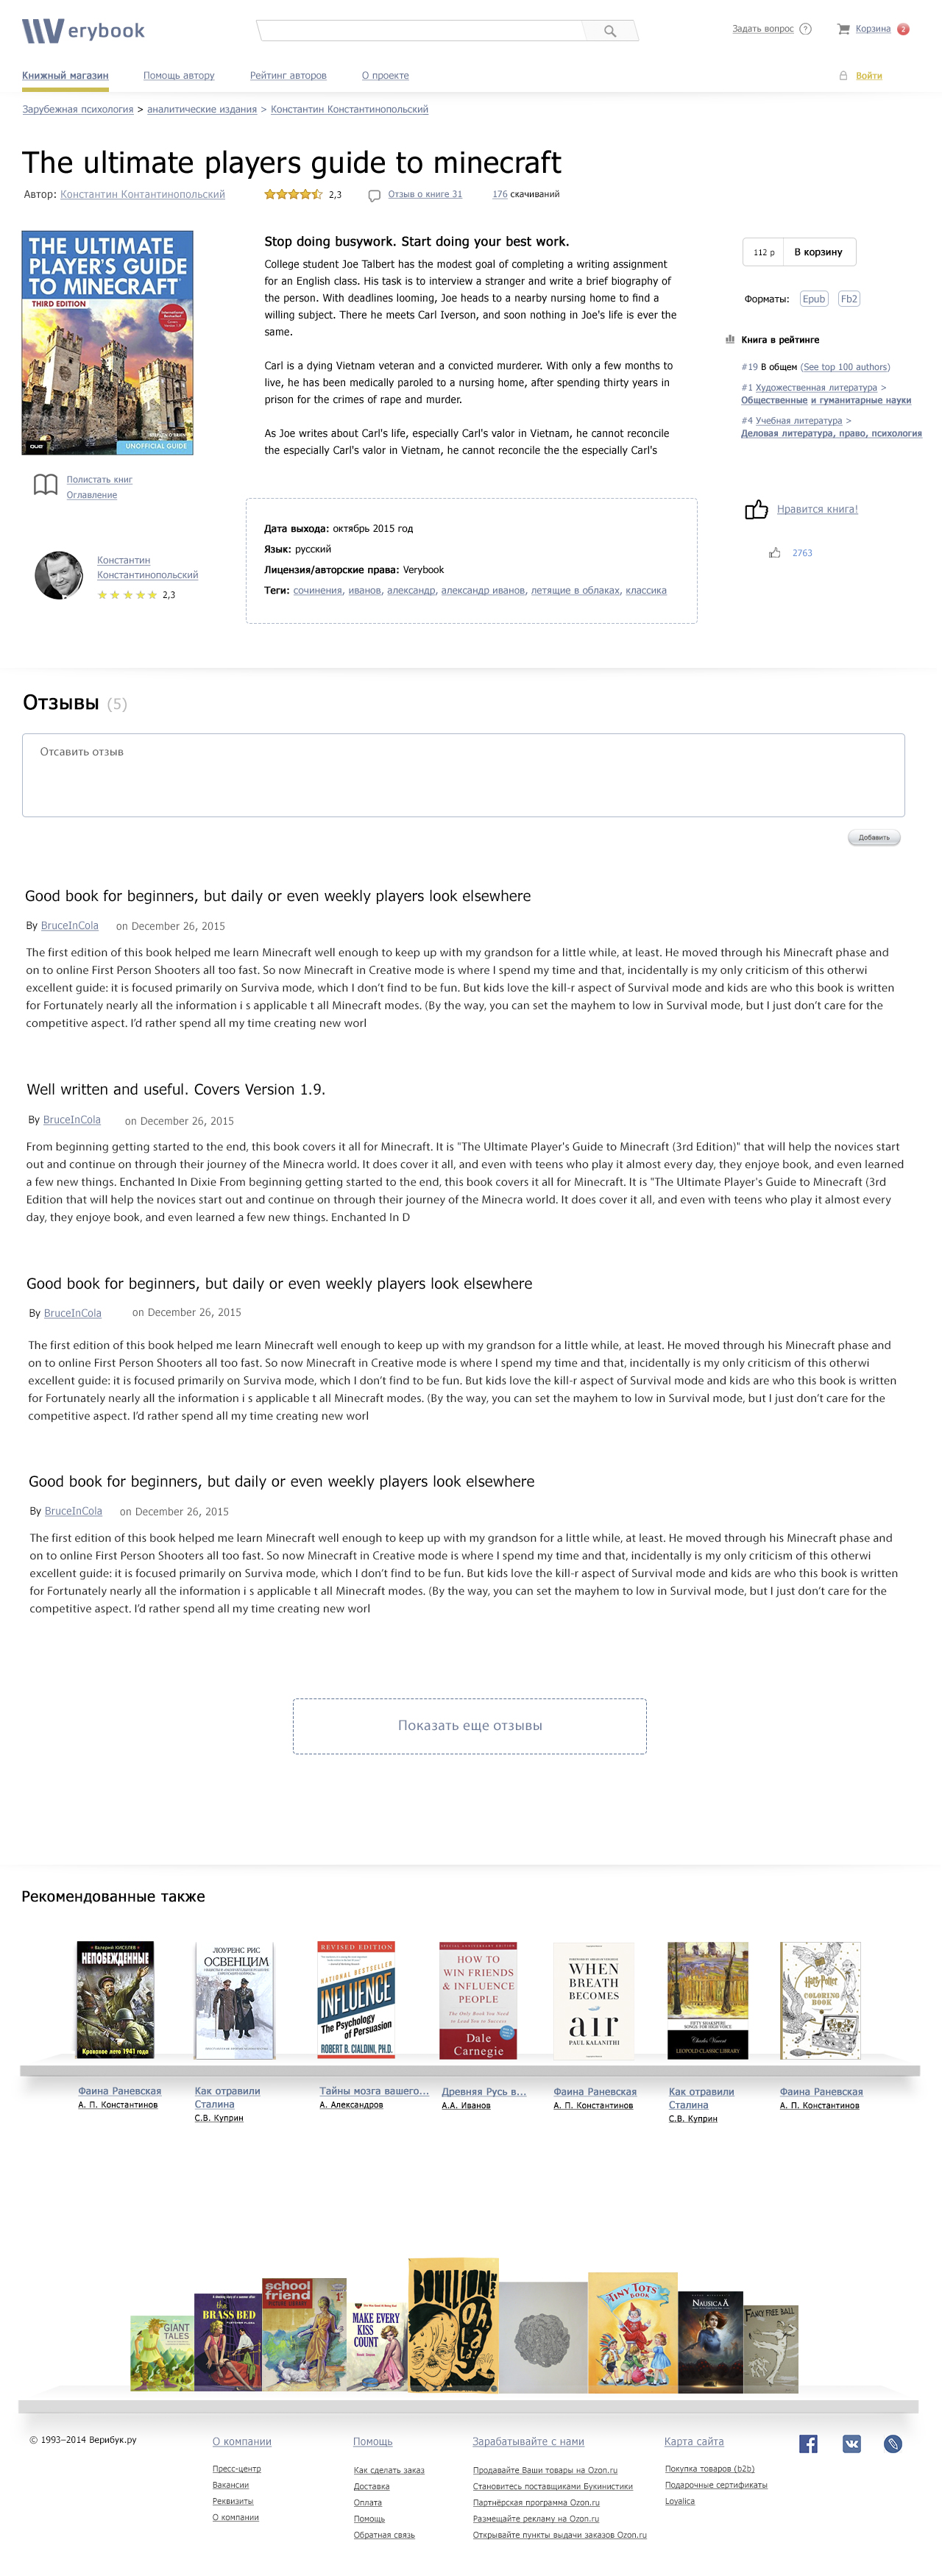 Verybook
Задать вопрос ?
Корзина 2
Книжный магазин
Помощь автору
Рейтинг авторов
О проекте
Войти
Зарубежная психология > аналитические издания > Константин Константинопольский
The ultimate players guide to minecraft
Автор: Константин Контантинопольский
2,3
Отзыв о книге 31
176 скачиваний
THE ULTIMATE
PLAYER'S GUIDE
TO MINECRAFT
THIRD EDITION
UNOFFICIAL GUIDE
Stop doing busywork. Start doing your best work.
College student Joe Talbert has the modest goal of completing a writing assignment
for an English class. His task is to interview a stranger and write a brief biography of
the person. With deadlines looming, Joe heads to a nearby nursing home to find a
willing subject. There he meets Carl Iverson, and soon nothing in Joe's life is ever the
same.
Carl is a dying Vietnam veteran and a convicted murderer. With only a few months to
live, he has been medically paroled to a nursing home, after spending thirty years in
prison for the crimes of rape and murder.
As Joe writes about Carl's life, especially Carl's valor in Vietnam, he cannot reconcile
the especially Carl's valor in Vietnam, he cannot reconcile the the especially Carl's
112 р
В корзину
Форматы: Epub Fb2
Книга в рейтинге
#19 В общем (See top 100 authors)
#1 Художественная литература >
Общественные и гуманитарные науки
#4 Учебная литература >
Деловая литература, право, психология
Полистать книг
Оглавление
Нравится книга!
2763
Константин
Константинопольский
2,3
Дата выхода: октябрь 2015 год
Язык: русский
Лицензия/авторские права: Verybook
Теги: сочинения, иванов, александр, александр иванов, летящие в облаках, классика
Отзывы (5)
Отсавить отзыв
Добавить
Good book for beginners, but daily or even weekly players look elsewhere
By BruceInCola on December 26, 2015
The first edition of this book helped me learn Minecraft well enough to keep up with my grandson for a little while, at least. He moved through his Minecraft phase and
on to online First Person Shooters all too fast. So now Minecraft in Creative mode is where I spend my time and that, incidentally is my only criticism of this otherwi
excellent guide: it is focused primarily on Surviva mode, which I don't find to be fun. But kids love the kill-r aspect of Survival mode and kids are who this book is written
for Fortunately nearly all the information i s applicable t all Minecraft modes. (By the way, you can set the mayhem to low in Survival mode, but I just don't care for the
competitive aspect. I'd rather spend all my time creating new worl
Well written and useful. Covers Version 1.9.
By BruceInCola on December 26, 2015
From beginning getting started to the end, this book covers it all for Minecraft. It is "The Ultimate Player's Guide to Minecraft (3rd Edition)" that will help the novices start
out and continue on through their journey of the Minecra world. It does cover it all, and even with teens who play it almost every day, they enjoye book, and even learned
a few new things. Enchanted In Dixie From beginning getting started to the end, this book covers it all for Minecraft. It is "The Ultimate Player's Guide to Minecraft (3rd
Edition that will help the novices start out and continue on through their journey of the Minecra world. It does cover it all, and even with teens who play it almost every
day, they enjoye book, and even learned a few new things. Enchanted In D
Good book for beginners, but daily or even weekly players look elsewhere
By BruceInCola on December 26, 2015
The first edition of this book helped me learn Minecraft well enough to keep up with my grandson for a little while, at least. He moved through his Minecraft phase and
on to online First Person Shooters all too fast. So now Minecraft in Creative mode is where I spend my time and that, incidentally is my only criticism of this otherwi
excellent guide: it is focused primarily on Surviva mode, which I don't find to be fun. But kids love the kill-r aspect of Survival mode and kids are who this book is written
for Fortunately nearly all the information i s applicable t all Minecraft modes. (By the way, you can set the mayhem to low in Survival mode, but I just don't care for the
competitive aspect. I'd rather spend all my time creating new worl
Good book for beginners, but daily or even weekly players look elsewhere
By BruceInCola on December 26, 2015
The first edition of this book helped me learn Minecraft well enough to keep up with my grandson for a little while, at least. He moved through his Minecraft phase and
on to online First Person Shooters all too fast. So now Minecraft in Creative mode is where I spend my time and that, incidentally is my only criticism of this otherwi
excellent guide: it is focused primarily on Surviva mode, which I don't find to be fun. But kids love the kill-r aspect of Survival mode and kids are who this book is written
for Fortunately nearly all the information i s applicable t all Minecraft modes. (By the way, you can set the mayhem to low in Survival mode, but I just don't care for the
competitive aspect. I'd rather spend all my time creating new worl
Показать еще отзывы
Рекомендованные также
Валерий КИСЕЛЕВ
НЕПОБЕЖДЕННЫЕ
Кровавое лето 1941 года
ЛОУРЕНС РИС
ОСВЕНЦИМ
REVISED EDITION
NATIONAL BESTSELLER
INFLUENCE
The Psychology
of Persuasion
ROBERT B. CIALDINI, PH.D.
SPECIAL ANNIVERSARY EDITION
HOW TO
WIN FRIENDS
& INFLUENCE
PEOPLE
The Only Book You Need
to Lead You to Success
Dale
Carnegie
WHEN
BREATH
BECOMES
air
PAUL KALANITHI
FIFTY SHAKSPERE
SONGS FOR HIGH VOICE
Charles Vincent
LEOPOLD CLASSIC LIBRARY
Harry Potter
COLORING
BOOK
Фаина Раневская
А. П. Константинов
Как отравили
Сталина
С.В. Куприн
Тайны мозга вашего...
А. Александров
Древняя Русь в...
А.А. Иванов
Фаина Раневская
А. П. Константинов
Как отравили
Сталина
С.В. Куприн
Фаина Раневская
А. П. Константинов
GIANT
TALES
the
BRASS BED
school
friend
MAKE EVERY
KISS
COUNT
BOUILLON
Oh,
La!
La!
TINY TOTS
BOOK
NAUSICAÄ
FANCY FREE BALL
© 1993–2014 Верибук.ру
О компании
Пресс-центр
Вакансии
Реквизиты
О компании
Помощь
Как сделать заказ
Доставка
Оплата
Помощь
Обратная связь
Зарабатывайте с нами
Продавайте Ваши товары на Ozon.ru
Становитесь поставщиками Букинистики
Партнёрская программа Ozon.ru
Размещайте рекламу на Ozon.ru
Открывайте пункты выдачи заказов Ozon.ru
Карта сайта
Покупка товаров (b2b)
Подарочные сертификаты
Loyalica